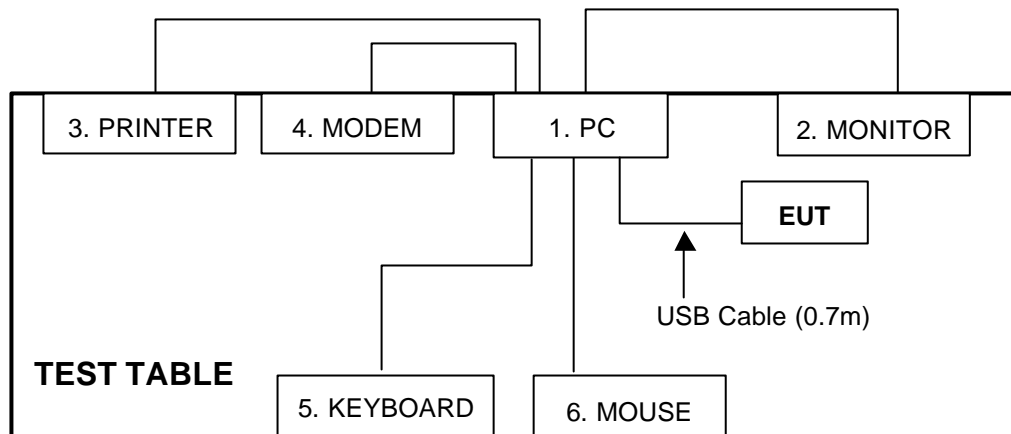 3. PRINTER
4. MODEM
1. PC
2. MONITOR
EUT
USB Cable (0.7m)
TEST TABLE
5. KEYBOARD
6. MOUSE